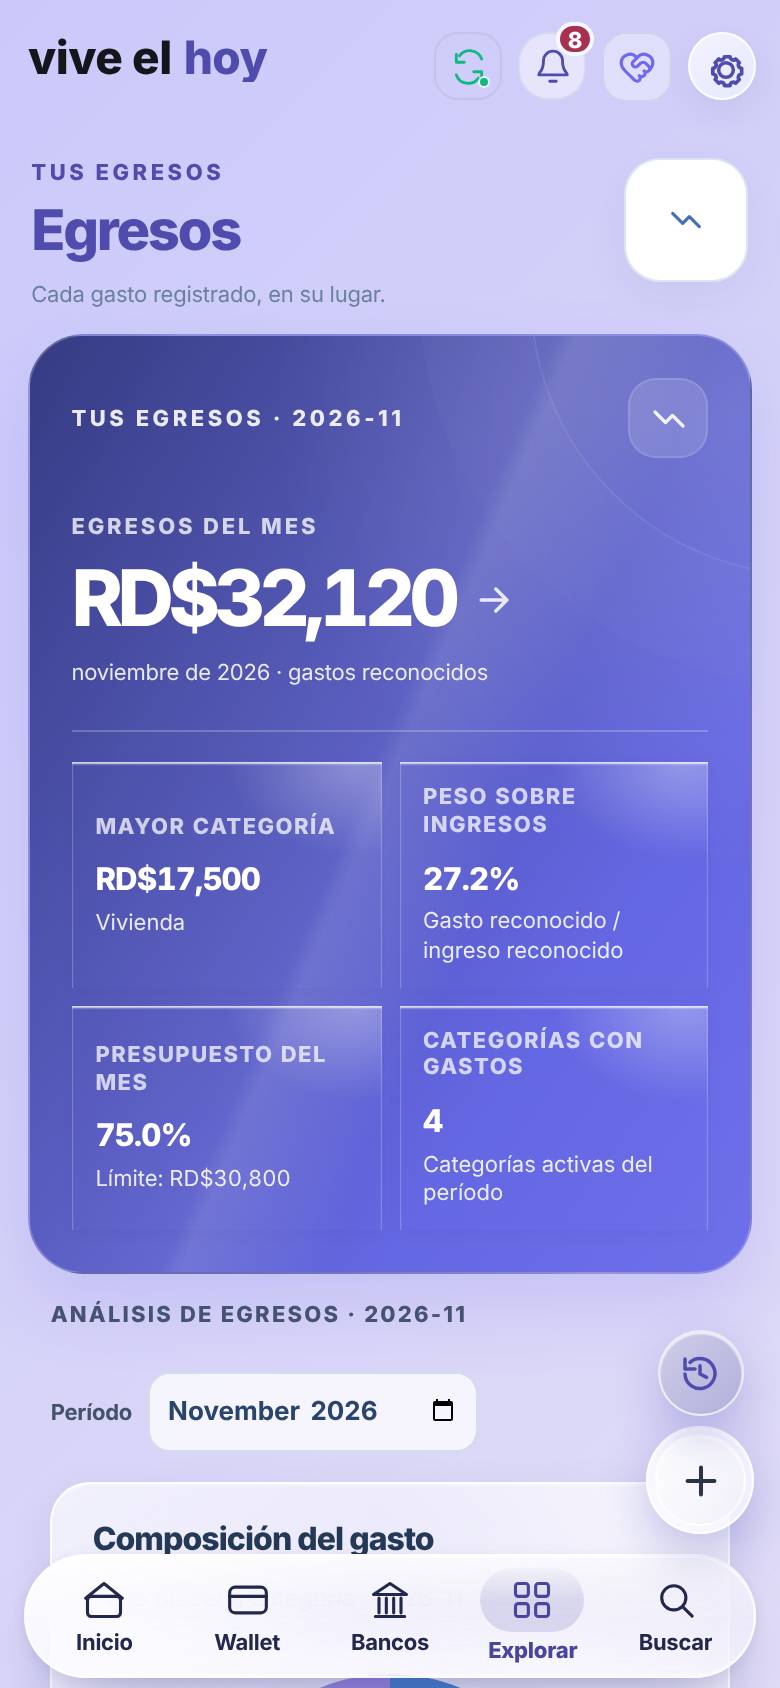 vive el hoy
8
TUS EGRESOS
Egresos
Cada gasto registrado, en su lugar.
TUS EGRESOS · 2026-11
EGRESOS DEL MES
RD$32,120 →
noviembre de 2026 · gastos reconocidos
MAYOR CATEGORÍA
RD$17,500
Vivienda
PESO SOBRE
INGRESOS
27.2%
Gasto reconocido /
ingreso reconocido
PRESUPUESTO DEL
MES
75.0%
Límite: RD$30,800
CATEGORÍAS CON
GASTOS
4
Categorías activas del
período
ANÁLISIS DE EGRESOS · 2026-11
Período
November 2026
Composición del gasto
Inicio
Wallet
Bancos
Explorar
Buscar